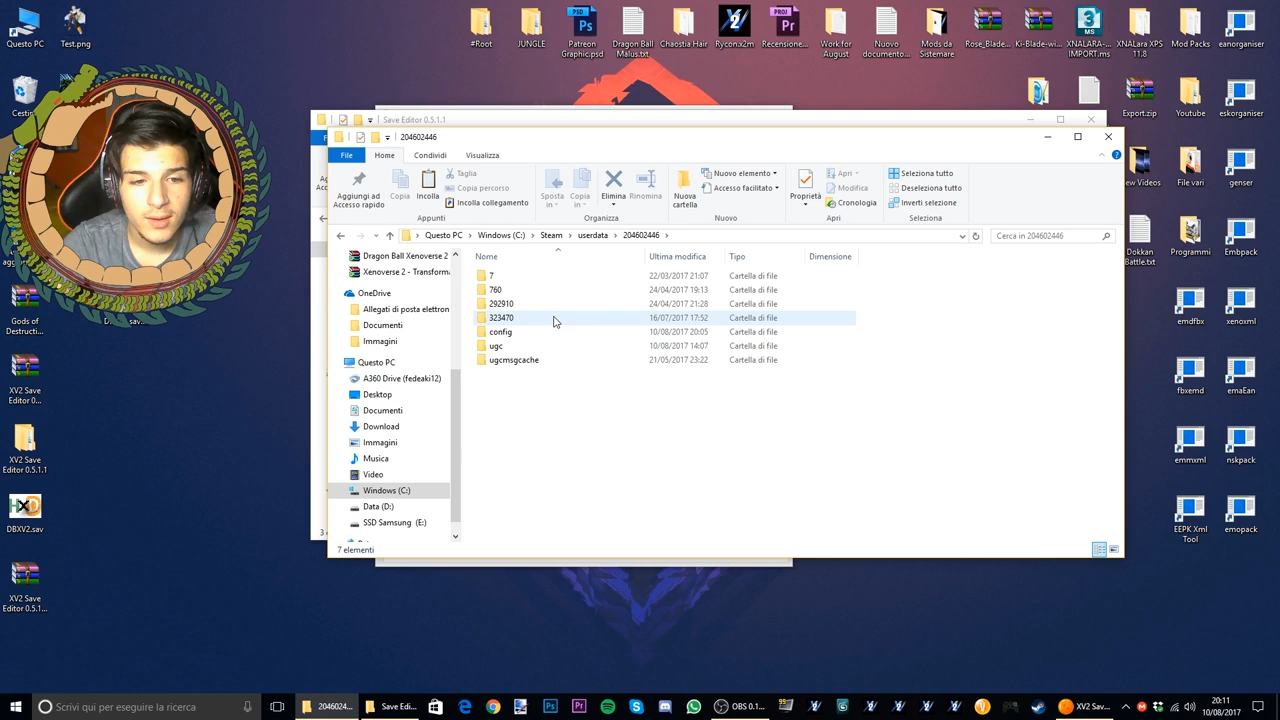 Questo PC
Test.png
#Root
JUNGLE
Patreon
Graphic.psd
Dragon Ball
Malus.txt
Chaostia Hair
Rycon.x2m
Recensione...
Work for
August
Nuovo
documento...
Mods da
Sistemare
Rose_Blade...
Ki-Blade-wi...
XNALARA-...
IMPORT.ms
XNALara XPS
11.8
Mod Packs
eanorganiser
Export.zip
Youtube
eskorganiser
File vari
genser
Dokkan
Battle.txt
Programmi
Embpack
emdfbx
xenoxml
fbxemd
emaEan
emmxml
nskpack
EEPK Xml
Tool
emopack
Gods of
Destructi...
XV2 Save
Editor 0....
XV2 Save
Editor 0.5.1.1
DBXV2.sav
XV2 Save
Editor 0.5.1...
Save Editor 0.5.1.1
204602446
File
Home
Condividi
Visualizza
Aggiungi ad
Accesso rapido
Copia
Incolla
Taglia
Copia percorso
Incolla collegamento
Appunti
Sposta
in
Copia
in
Elimina
Rinomina
Organizza
Nuova
cartella
Nuovo elemento
Accesso facilitato
Nuovo
Proprietà
Apri
Modifica
Cronologia
Apri
Seleziona tutto
Deseleziona tutto
Inverti selezione
Seleziona
Questo PC > Windows (C:) > Steam > userdata > 204602446 >
Cerca in 204602446
Dragon Ball Xenoverse 2
Xenoverse 2 - Transforma
OneDrive
Allegati di posta elettron
Documenti
Immagini
Questo PC
A360 Drive (fedeaki12)
Desktop
Documenti
Download
Immagini
Musica
Video
Windows (C:)
Data (D:)
SSD Samsung (E:)
Nome Ultima modifica Tipo Dimensione
7 22/03/2017 21:07 Cartella di file
760 24/04/2017 19:13 Cartella di file
292910 24/04/2017 21:28 Cartella di file
323470 16/07/2017 17:52 Cartella di file
config 10/08/2017 20:05 Cartella di file
ugc 10/08/2017 14:07 Cartella di file
ugcmsgcache 21/05/2017 23:22 Cartella di file
7 elementi
Scrivi qui per eseguire la ricerca
2046024...
Save Edi...
OBS 0.1...
XV2 Sav...
20:11
10/08/2017